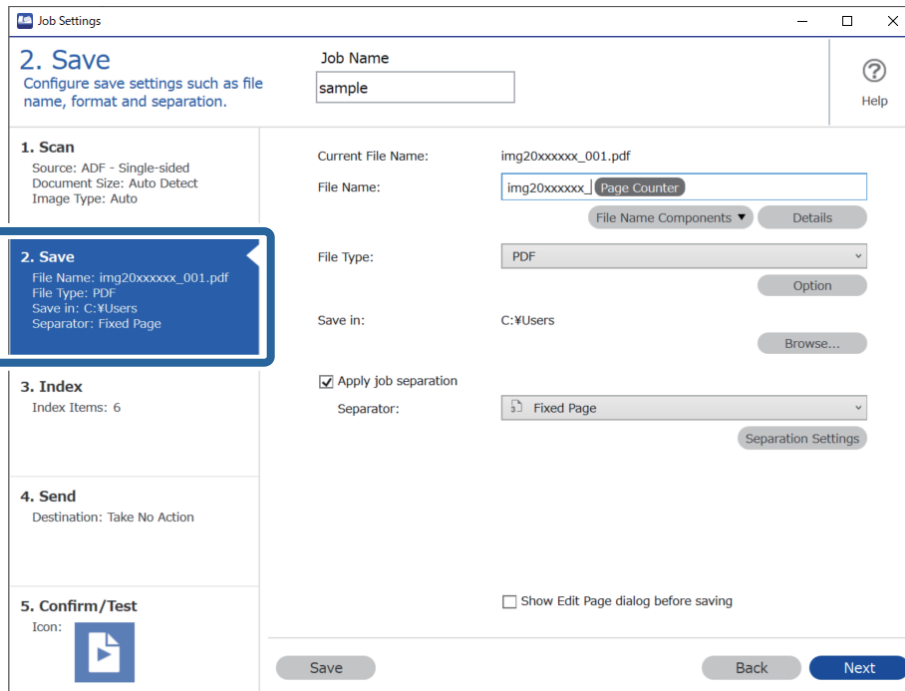 Job Settings
2. Save
Configure save settings such as file
name, format and separation.
Job Name
sample
Help
1. Scan
Source: ADF - Single-sided
Document Size: Auto Detect
Image Type: Auto
2. Save
File Name: img20xxxxxx_001.pdf
File Type: PDF
Save in: C:¥Users
Separator: Fixed Page
3. Index
Index Items: 6
4. Send
Destination: Take No Action
5. Confirm/Test
Icon:
Current File Name: img20xxxxxx_001.pdf
File Name: img20xxxxxx_ Page Counter
File Name Components ▼ Details
File Type: PDF
Option
Save in: C:¥Users
Browse...
Apply job separation
Separator: Fixed Page
Separation Settings
Show Edit Page dialog before saving
Save Back Next